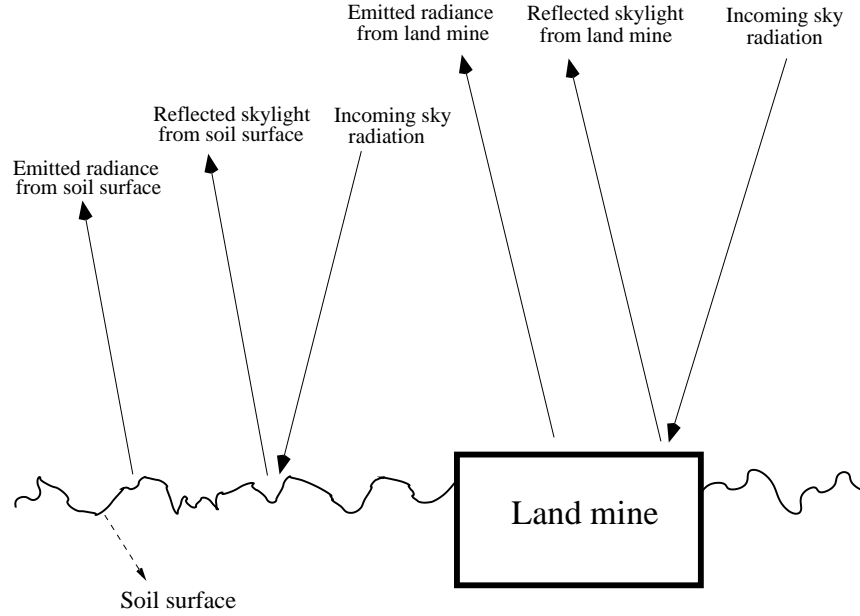 Emitted radiance
from land mine
Reflected skylight
from land mine
Incoming sky
radiation
Reflected skylight
from soil surface
Incoming sky
radiation
Emitted radiance
from soil surface
Land mine
Soil surface